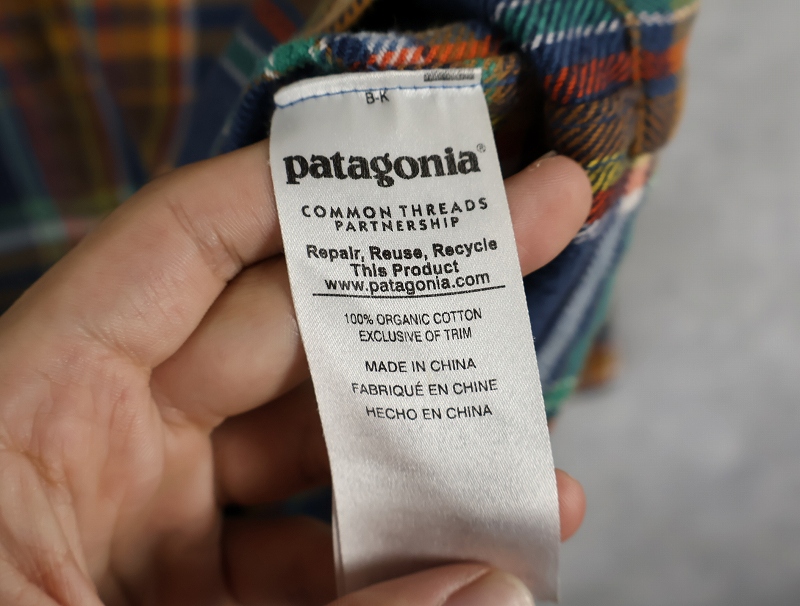 B-K
patagonia®
COMMON THREADS
PARTNERSHIP
Repair, Reuse, Recycle
This Product
www.patagonia.com
100% ORGANIC COTTON
EXCLUSIVE OF TRIM
MADE IN CHINA
FABRIQUÉ EN CHINE
HECHO EN CHINA